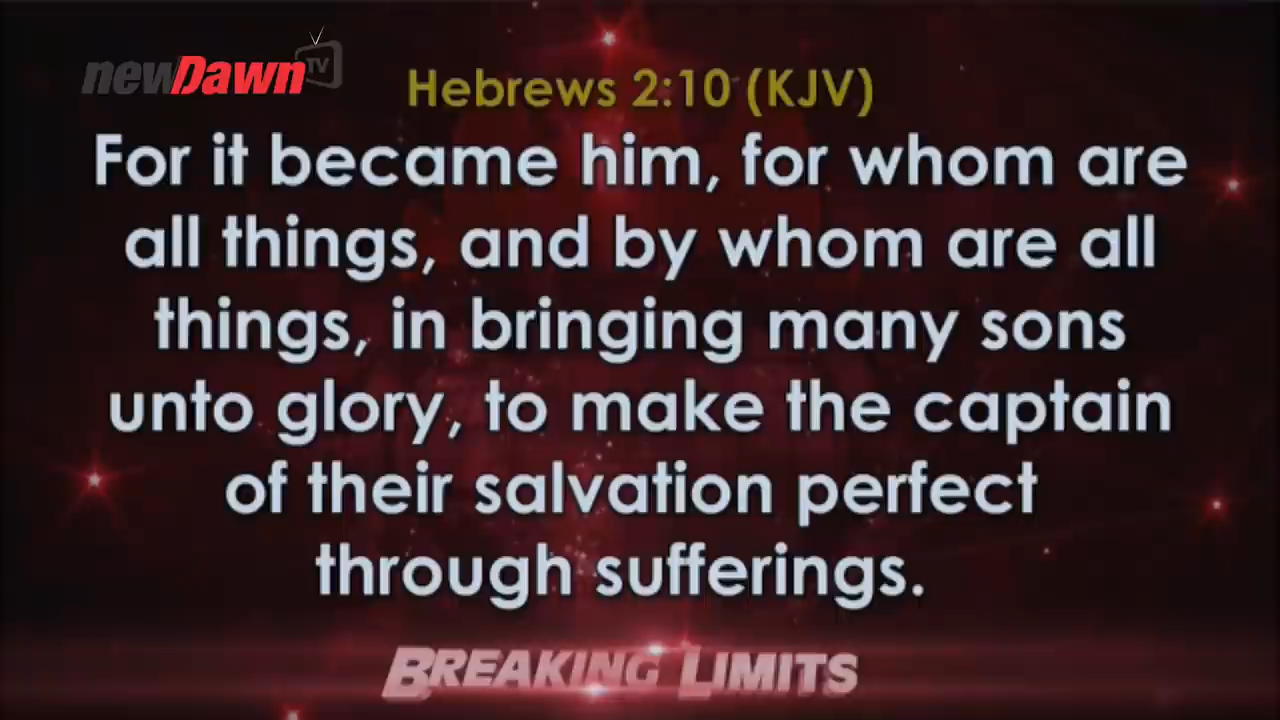 newDawn TV
Hebrews 2:10 (KJV)
For it became him, for whom are
all things, and by whom are all
things, in bringing many sons
unto glory, to make the captain
of their salvation perfect
through sufferings.
BREAKING LIMITS